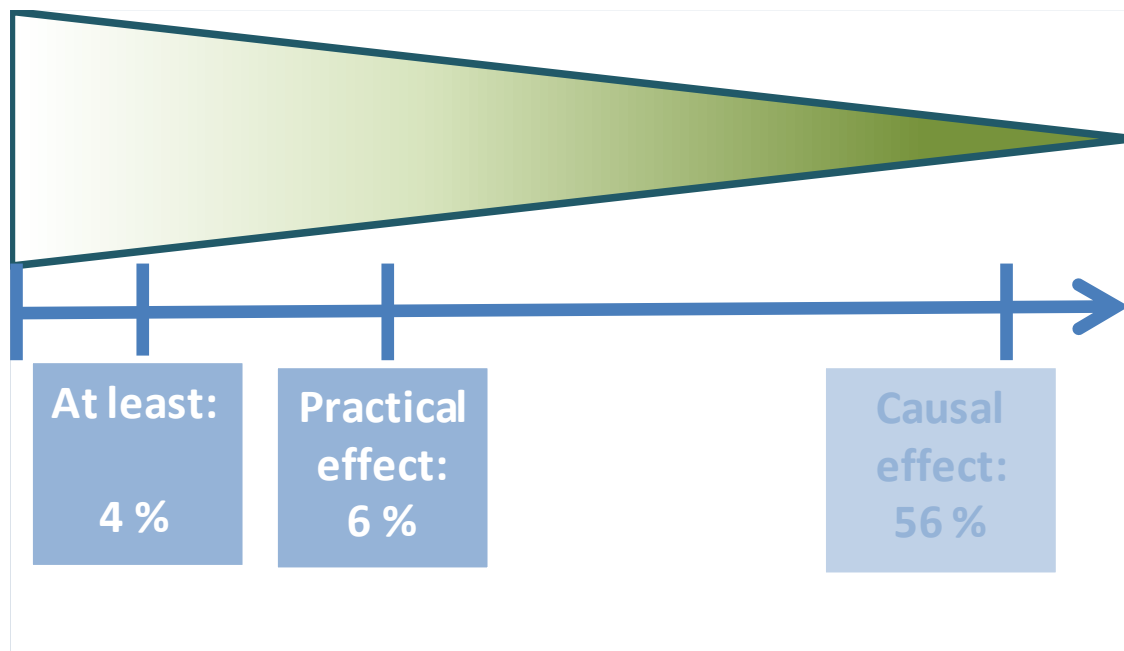 At least:
4 %
Practical
effect:
6 %
Causal
effect:
56 %